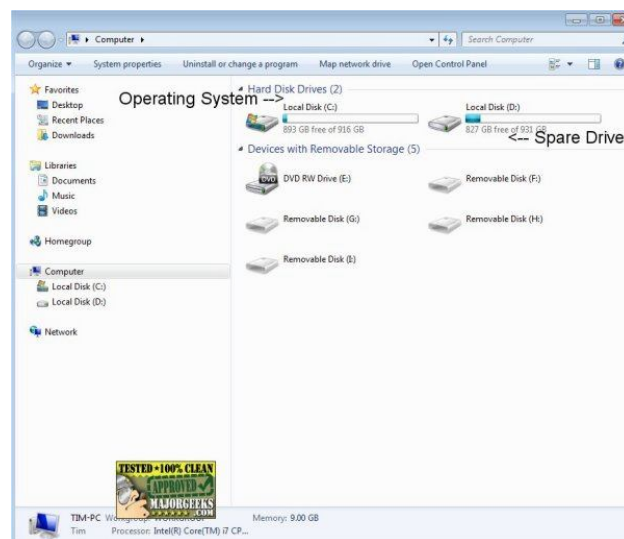 Computer
Search Computer
Organize
System properties
Uninstall or change a program
Map network drive
Open Control Panel
Favorites
Desktop
Recent Places
Downloads
Libraries
Documents
Music
Videos
Homegroup
Computer
Local Disk (C:)
Local Disk (D:)
Network
Operating System -->
Hard Disk Drives (2)
Local Disk (C:)
893 GB free of 916 GB
Local Disk (D:)
827 GB free of 931 GB
<-- Spare Drive
Devices with Removable Storage (5)
DVD RW Drive (E:)
Removable Disk (F:)
Removable Disk (G:)
Removable Disk (H:)
Removable Disk (I:)
TESTED *100% CLEAN
APPROVED
MAJORGEEKS
.COM
TIM-PC
Memory: 9.00 GB
Tim
Processor: Intel(R) Core(TM) i7 CP...